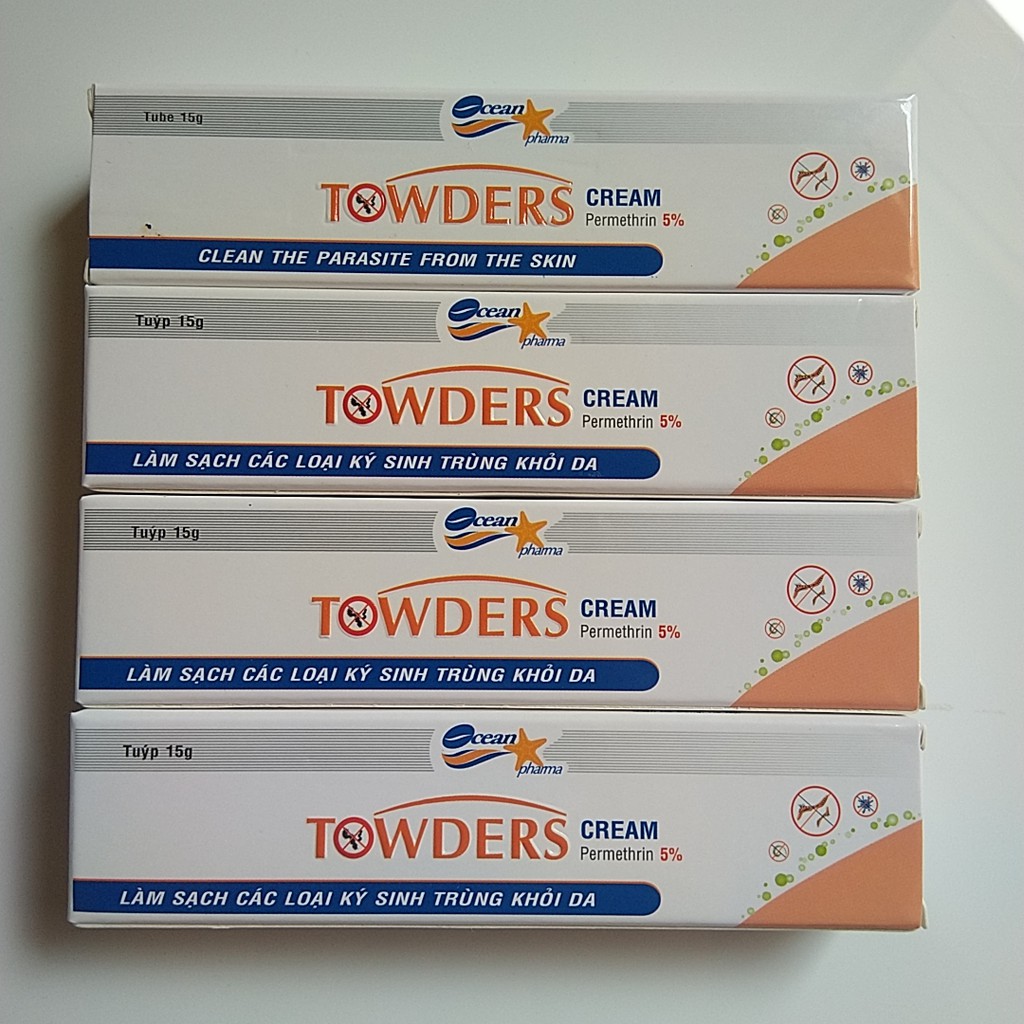 Tube 15g
Ocean
pharma
TOWDERS CREAM
Permethrin 5%
CLEAN THE PARASITE FROM THE SKIN
Tuýp 15g
Ocean
pharma
TOWDERS CREAM
Permethrin 5%
LÀM SẠCH CÁC LOẠI KÝ SINH TRÙNG KHỎI DA
Tuýp 15g
Ocean
pharma
TOWDERS CREAM
Permethrin 5%
LÀM SẠCH CÁC LOẠI KÝ SINH TRÙNG KHỎI DA
Tuýp 15g
Ocean
pharma
TOWDERS CREAM
Permethrin 5%
LÀM SẠCH CÁC LOẠI KÝ SINH TRÙNG KHỎI DA